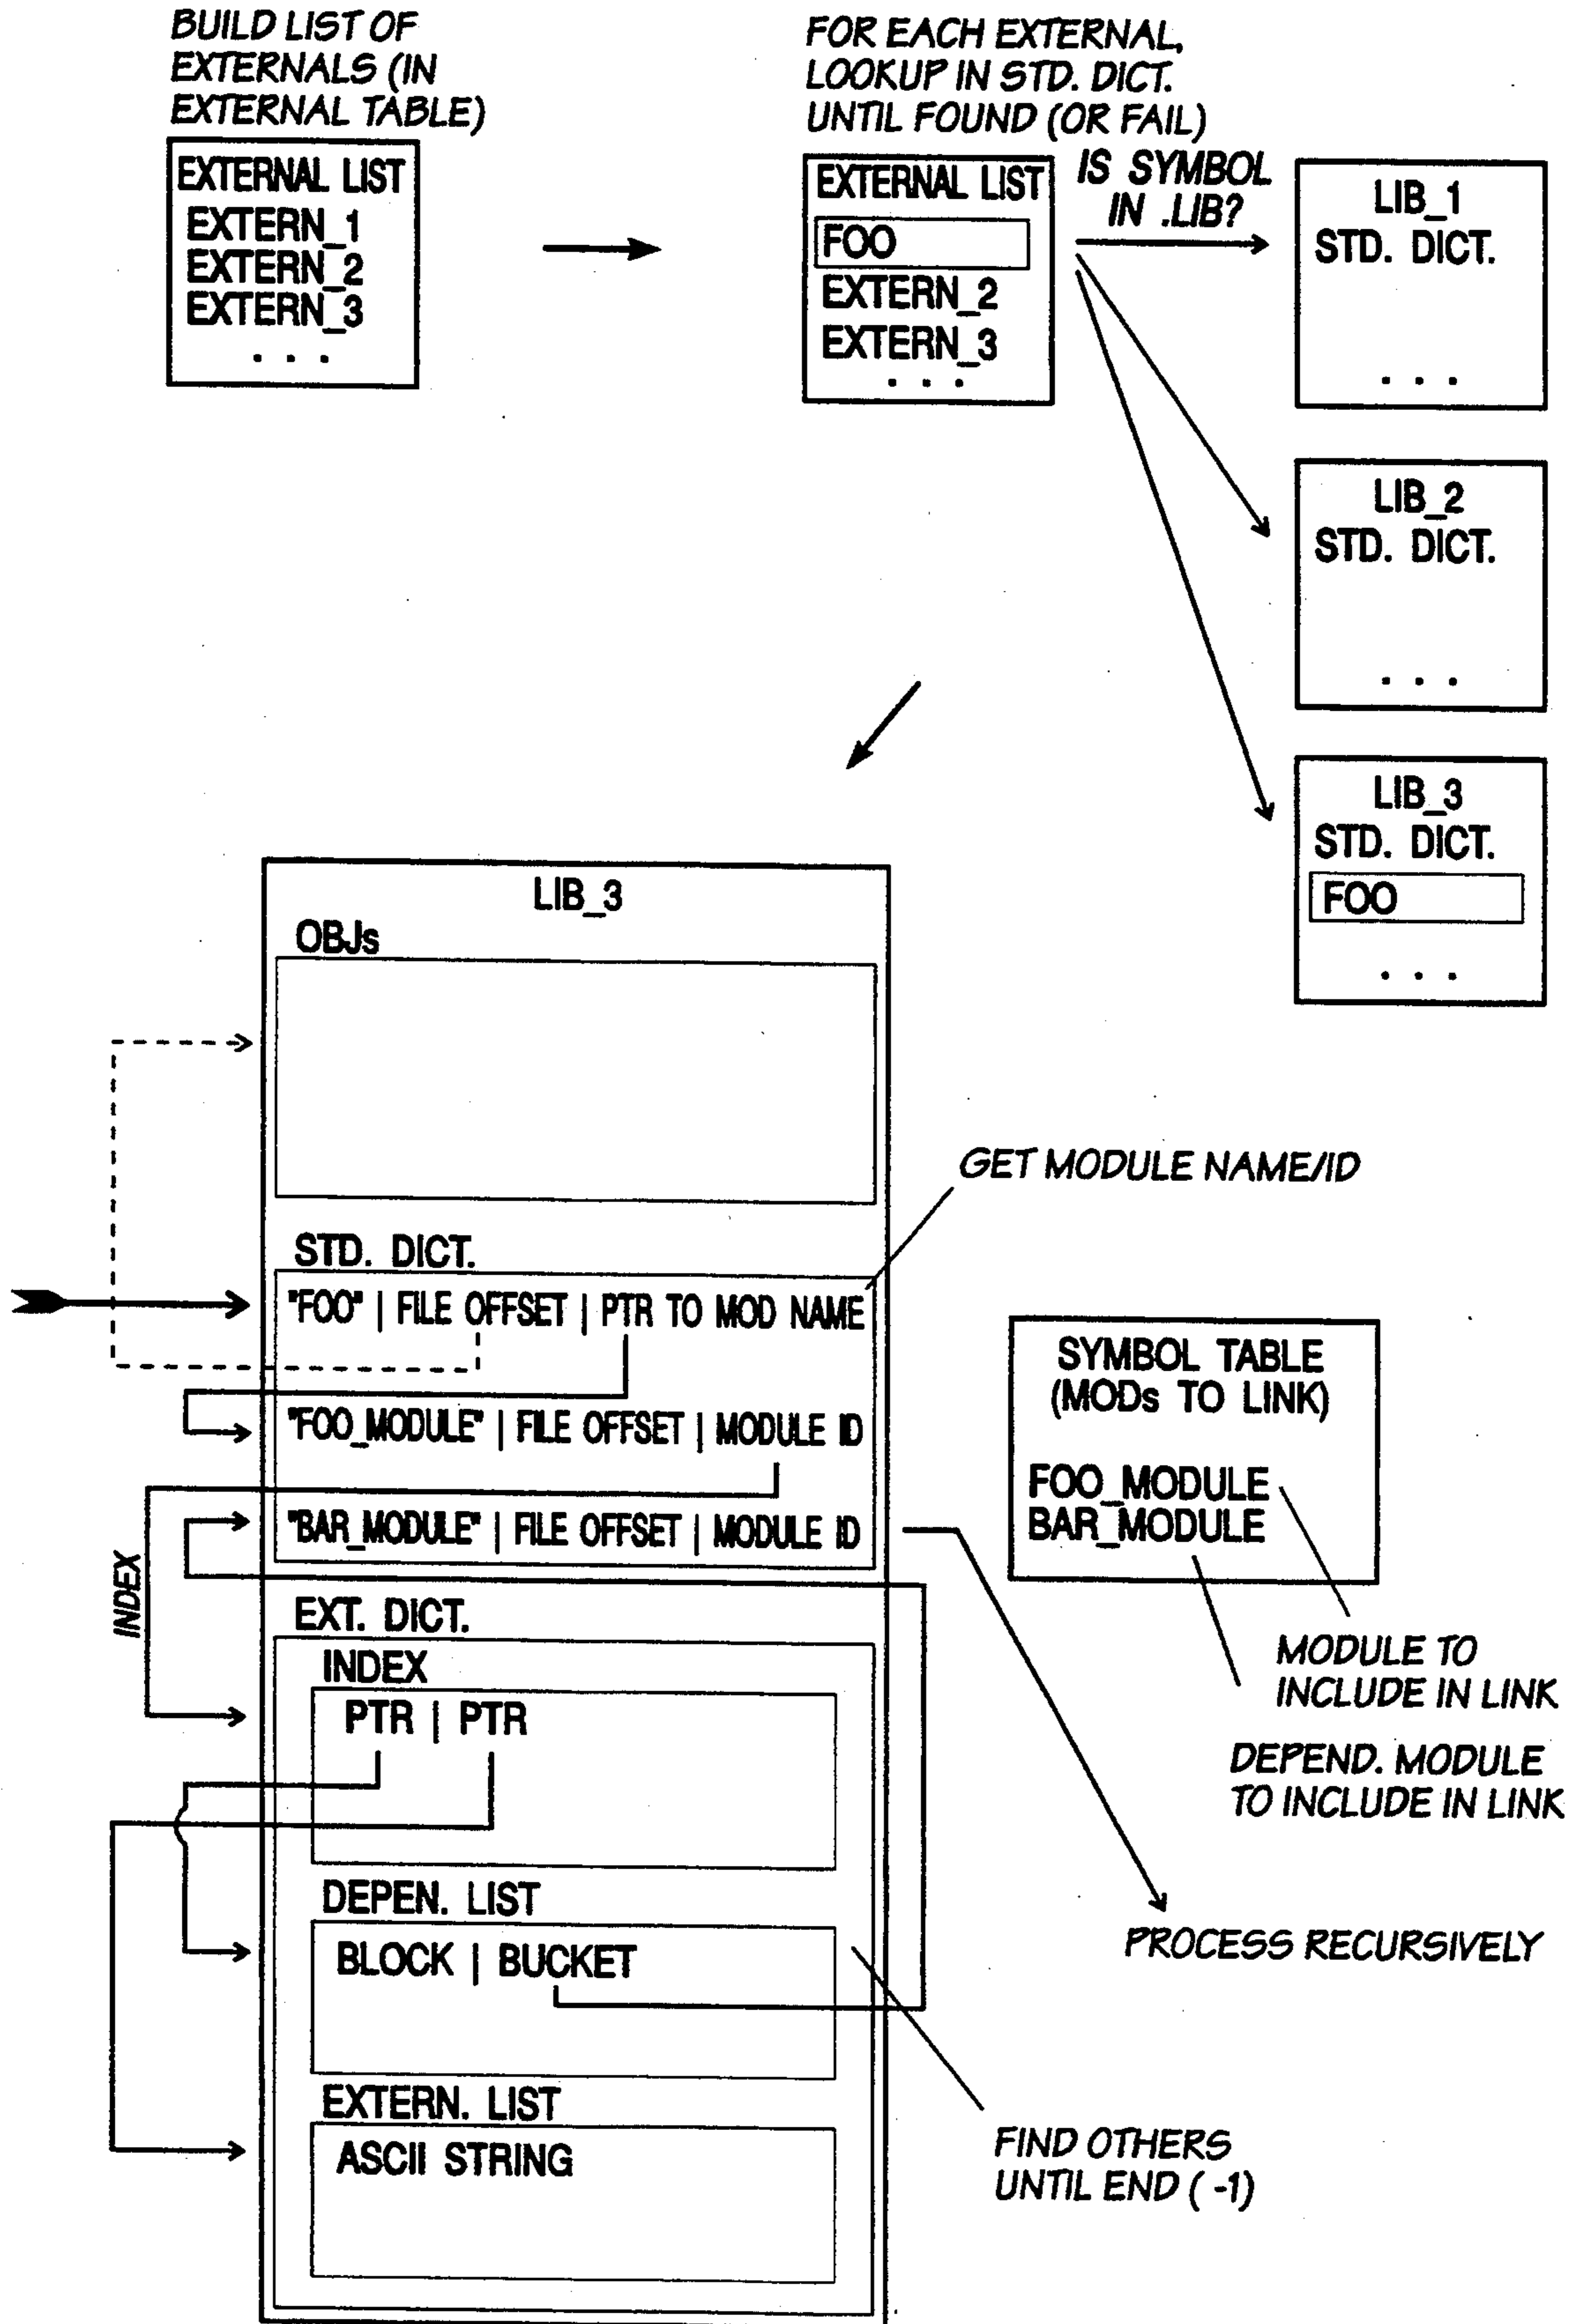 BUILD LIST OF
EXTERNALS (IN
EXTERNAL TABLE)
EXTERNAL LIST
EXTERN_1
EXTERN_2
EXTERN_3
. . .
FOR EACH EXTERNAL,
LOOKUP IN STD. DICT.
UNTIL FOUND (OR FAIL)
EXTERNAL LIST
FOO
EXTERN_2
EXTERN_3
. . .
IS SYMBOL
IN .LIB?
LIB_1
STD. DICT.
. . .
LIB_2
STD. DICT.
. . .
LIB_3
STD. DICT.
FOO
. . .
LIB_3
OBJs
GET MODULE NAME/ID
STD. DICT.
"FOO" | FILE OFFSET | PTR TO MOD NAME
"FOO_MODULE" | FILE OFFSET | MODULE ID
"BAR_MODULE" | FILE OFFSET | MODULE ID
INDEX
EXT. DICT.
INDEX
PTR | PTR
DEPEN. LIST
BLOCK | BUCKET
EXTERN. LIST
ASCII STRING
SYMBOL TABLE
(MODs TO LINK)
FOO_MODULE
BAR_MODULE
MODULE TO
INCLUDE IN LINK
DEPEND. MODULE
TO INCLUDE IN LINK
PROCESS RECURSIVELY
FIND OTHERS
UNTIL END ( -1)